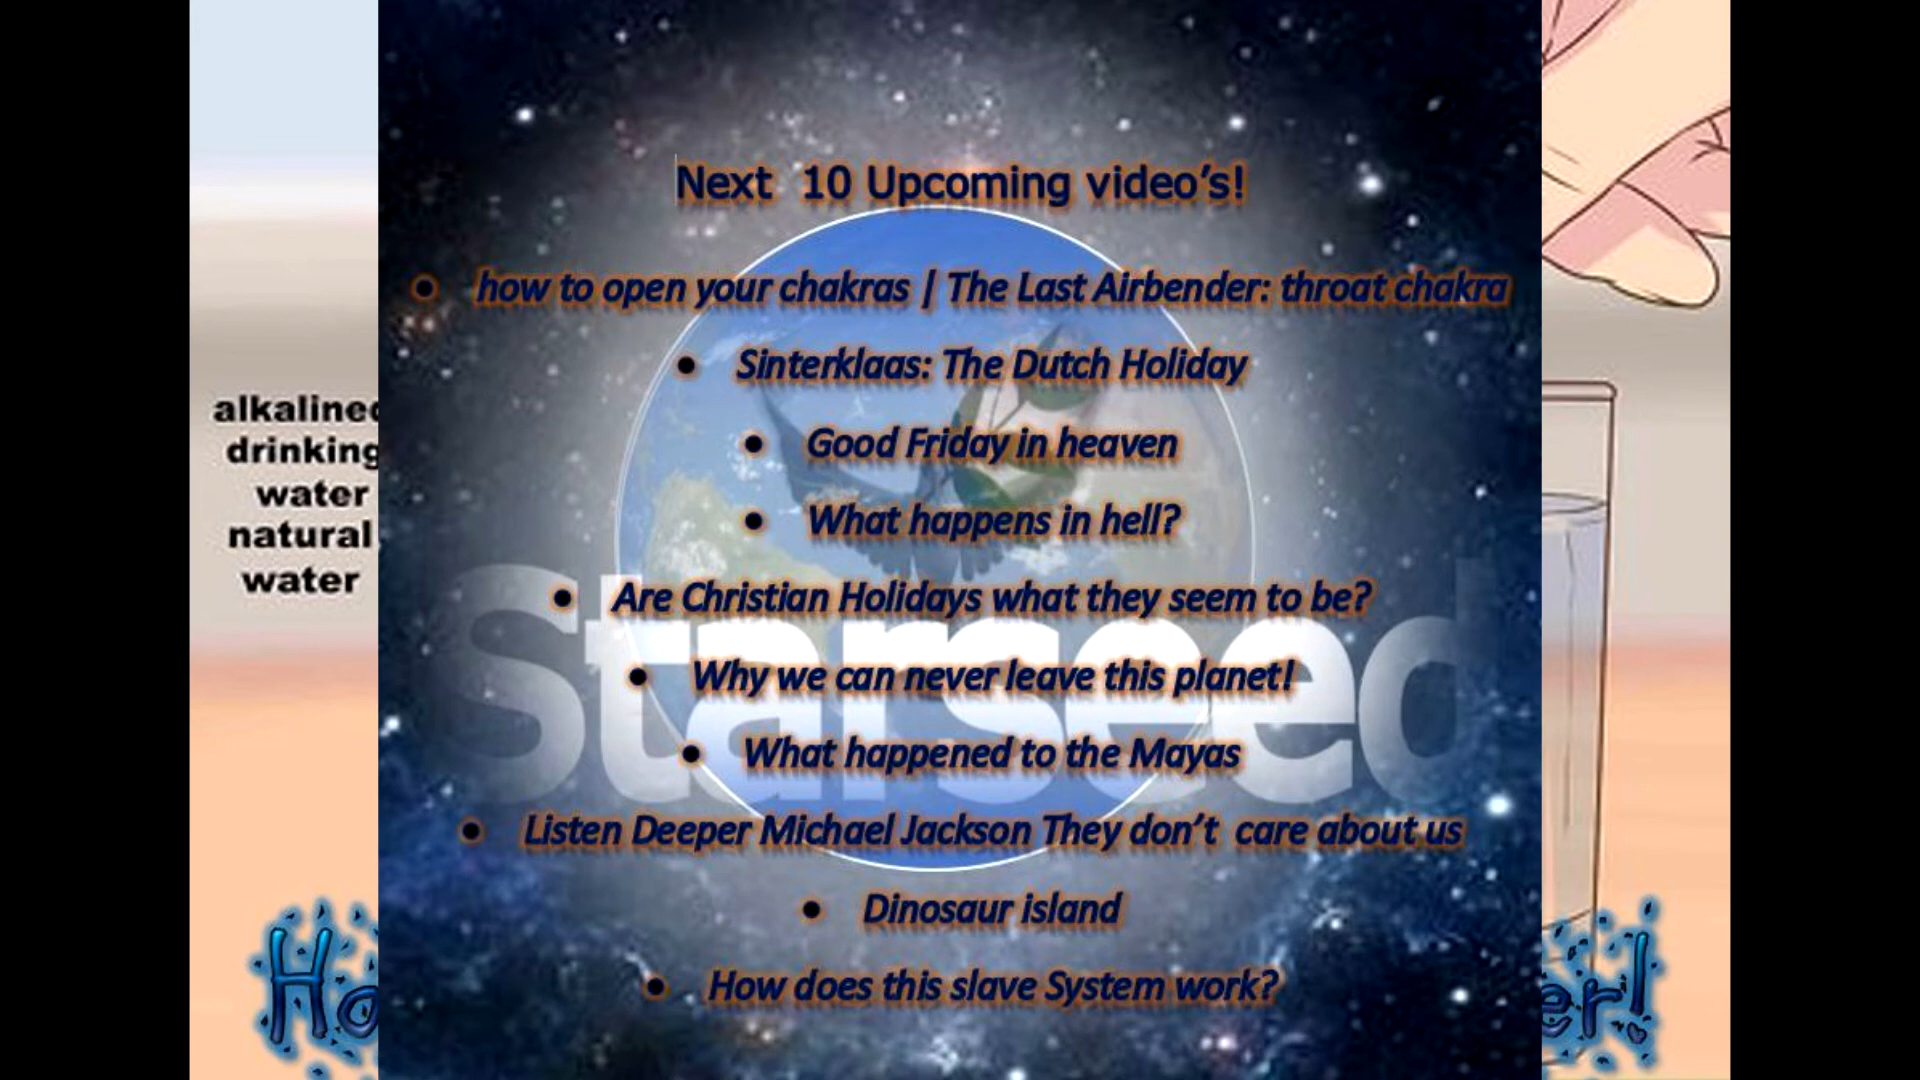 Next 10 Upcoming video's!
• how to open your chakras | The Last Airbender: throat chakra
• Sinterklaas: The Dutch Holiday
• Good Friday in heaven
• What happens in hell?
• Are Christian Holidays what they seem to be?
• Why we can never leave this planet!
• What happened to the Mayas
• Listen Deeper Michael Jackson They don't care about us
• Dinosaur island
• How does this slave System work?
Starseed
alkalined
drinking
water
natural
water